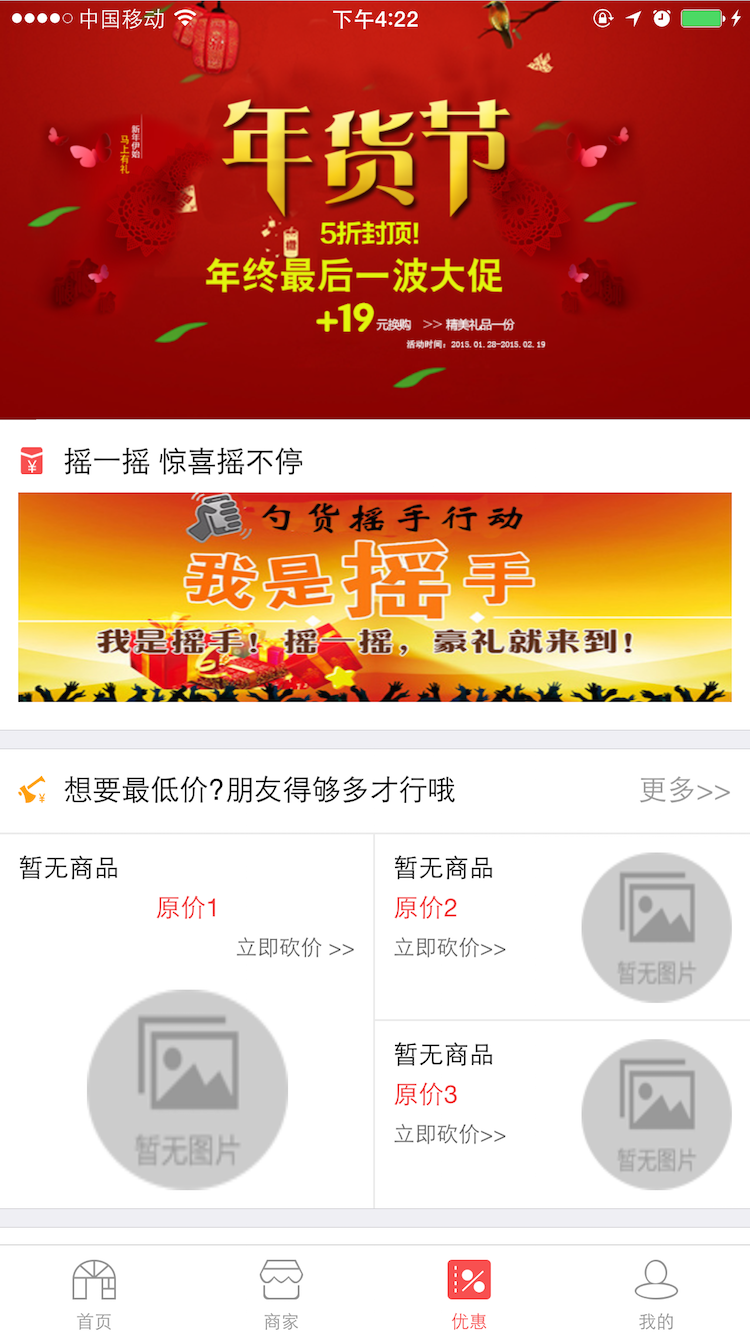 中国移动
下午4:22
年货节
新年伊始
马上有礼
5折封顶!
年终最后一波大促
+19元换购 >> 精美礼品一份
活动时间：2015.01.28-2015.02.19
摇一摇 惊喜摇不停
勺货摇手行动
我是摇手
我是摇手！摇一摇，豪礼就来到！
想要最低价?朋友得够多才行哦
更多>>
暂无商品
原价1
立即砍价 >>
暂无图片
暂无商品
原价2
立即砍价>>
暂无图片
暂无商品
原价3
立即砍价>>
暂无图片
首页
商家
优惠
我的